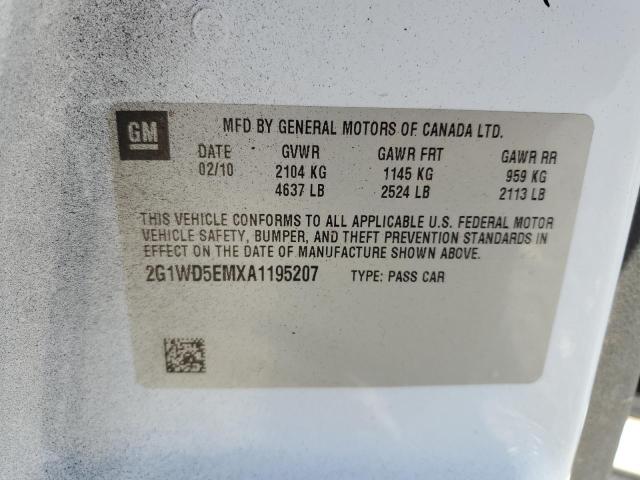 GM
MFD BY GENERAL MOTORS OF CANADA LTD.
DATE GVWR GAWR FRT GAWR RR
02/10 2104 KG 1145 KG 959 KG
4637 LB 2524 LB 2113 LB
THIS VEHICLE CONFORMS TO ALL APPLICABLE U.S. FEDERAL MOTOR
VEHICLE SAFETY, BUMPER, AND THEFT PREVENTION STANDARDS IN
EFFECT ON THE DATE OF MANUFACTURE SHOWN ABOVE.
2G1WD5EMXA1195207 TYPE: PASS CAR